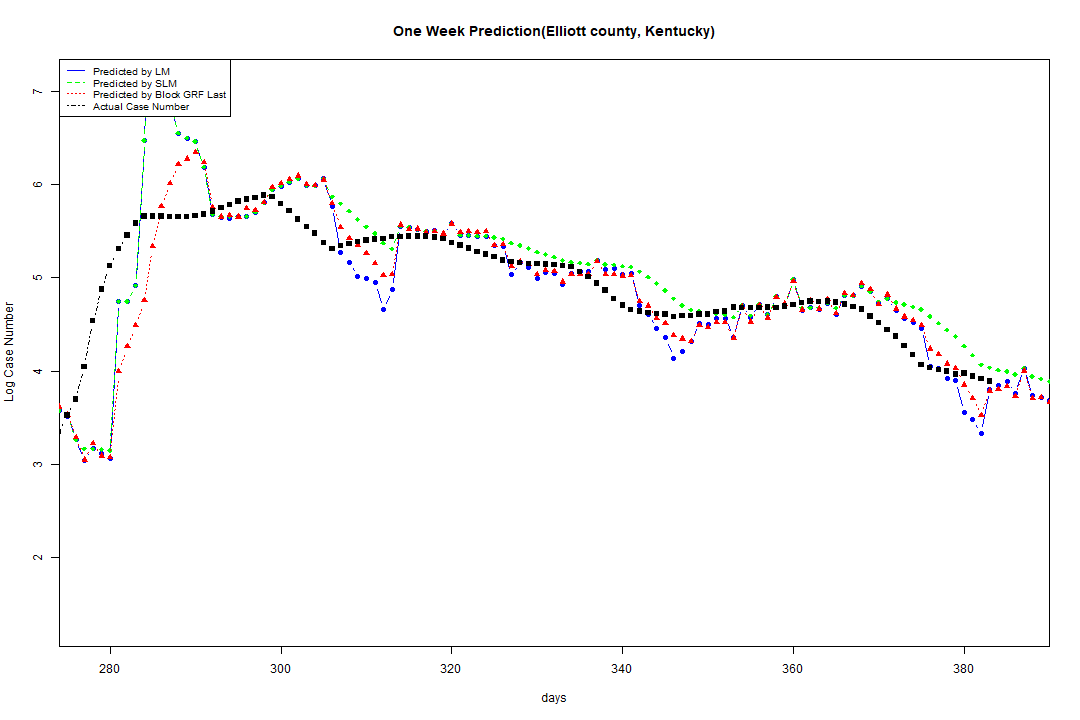 One Week Prediction(Elliott county, Kentucky)
Predicted by LM
Predicted by SLM
Predicted by Block GRF Last
Actual Case Number
7
6
5
4
3
2
Log Case Number
280 300 320 340 360 380
days